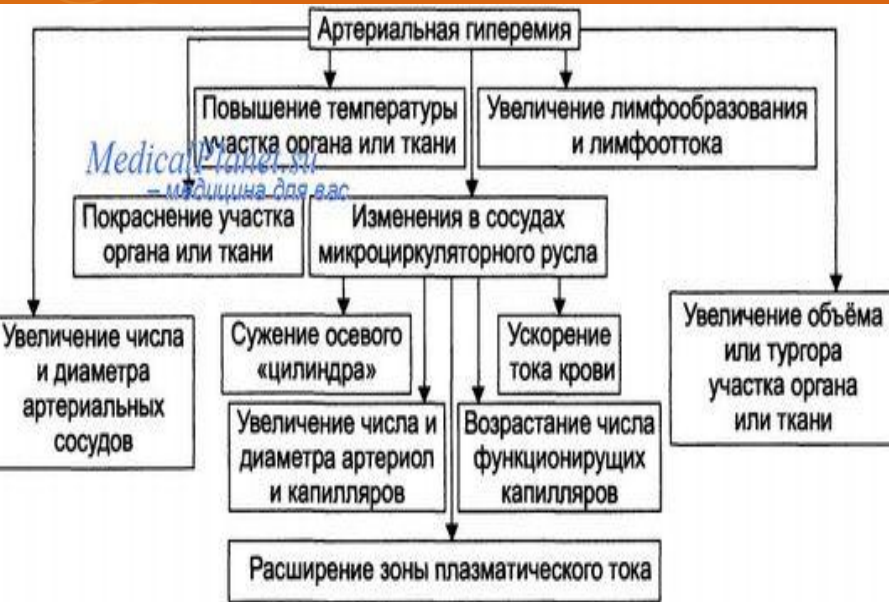 Артериальная гиперемия
Повышение температуры
участка органа или ткани
Увеличение лимфообразования
и лимфооттока
MedicalPlanet.su
– медицина для вас
Покраснение участка
органа или ткани
Изменения в сосудах
микроциркуляторного русла
Увеличение числа
и диаметра
артериальных
сосудов
Сужение осевого
«цилиндра»
Ускорение
тока крови
Увеличение объёма
или тургора
участка органа
или ткани
Увеличение числа и
диаметра артериол
и капилляров
Возрастание числа
функционирущих
капилляров
Расширение зоны плазматического тока